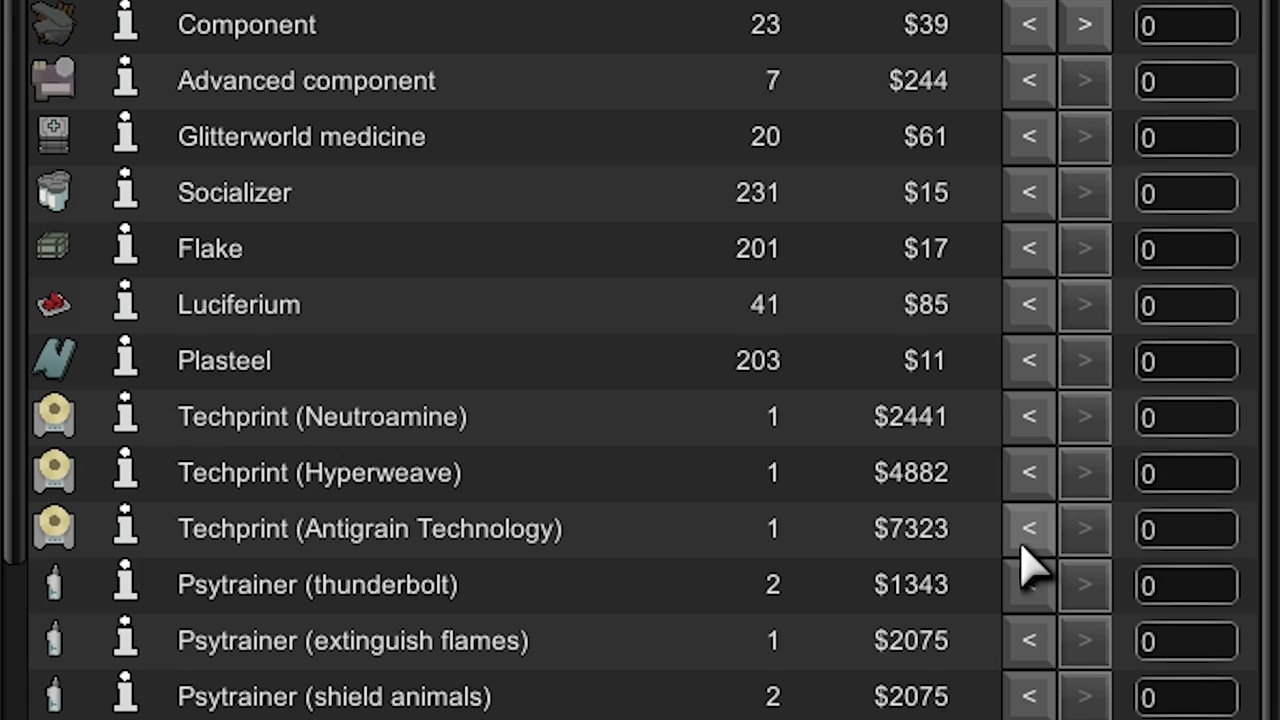 Component 23 $39 < > 0
Advanced component 7 $244 < > 0
Glitterworld medicine 20 $61 < > 0
Socializer 231 $15 < > 0
Flake 201 $17 < > 0
Luciferium 41 $85 < > 0
Plasteel 203 $11 < > 0
Techprint (Neutroamine) 1 $2441 < > 0
Techprint (Hyperweave) 1 $4882 < > 0
Techprint (Antigrain Technology) 1 $7323 < > 0
Psytrainer (thunderbolt) 2 $1343 > 0
Psytrainer (extinguish flames) 1 $2075 < > 0
Psytrainer (shield animals) 2 $2075 < > 0